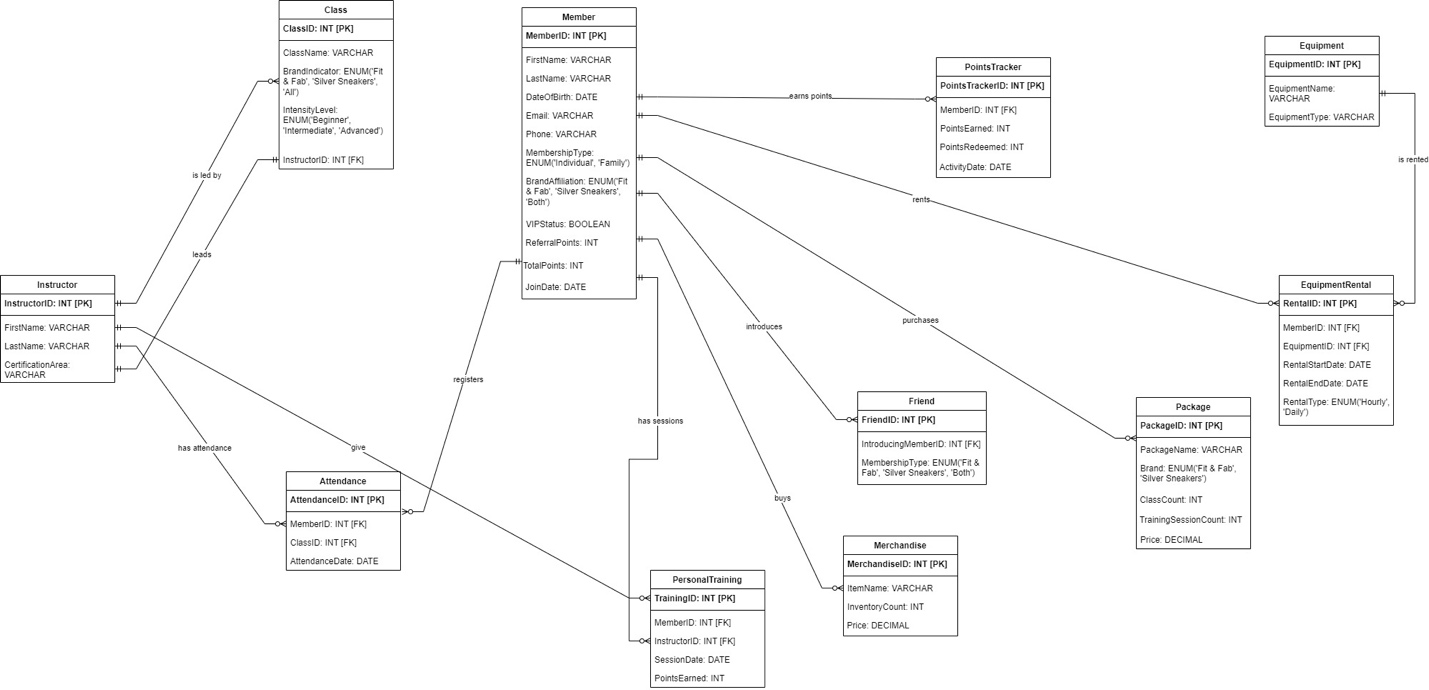 Class
ClassID: INT [PK]
ClassName: VARCHAR
BrandIndicator: ENUM('Fit
& Fab', 'Silver Sneakers',
'All')
IntensityLevel:
ENUM('Beginner',
'Intermediate', 'Advanced')
InstructorID: INT [FK]
Member
MemberID: INT [PK]
FirstName: VARCHAR
LastName: VARCHAR
DateOfBirth: DATE
Email: VARCHAR
Phone: VARCHAR
MembershipType:
ENUM('Individual', 'Family')
BrandAffiliation: ENUM('Fit
& Fab', 'Silver Sneakers',
'Both')
VIPStatus: BOOLEAN
ReferralPoints: INT
TotalPoints: INT
JoinDate: DATE
PointsTracker
PointsTrackerID: INT [PK]
MemberID: INT [FK]
PointsEarned: INT
PointsRedeemed: INT
ActivityDate: DATE
Equipment
EquipmentID: INT [PK]
EquipmentName:
VARCHAR
EquipmentType: VARCHAR
earns points
is rented
is led by
rents
leads
Instructor
InstructorID: INT [PK]
FirstName: VARCHAR
LastName: VARCHAR
CertificationArea:
VARCHAR
EquipmentRental
RentalID: INT [PK]
MemberID: INT [FK]
EquipmentID: INT [FK]
RentalStartDate: DATE
RentalEndDate: DATE
RentalType: ENUM('Hourly',
'Daily')
introduces
purchases
registers
has sessions
has attendance
give
buys
Friend
FriendID: INT [PK]
IntroducingMemberID: INT [FK]
MembershipType: ENUM('Fit &
Fab', 'Silver Sneakers', 'Both')
Package
PackageID: INT [PK]
PackageName: VARCHAR
Brand: ENUM('Fit & Fab',
'Silver Sneakers')
ClassCount: INT
TrainingSessionCount: INT
Price: DECIMAL
Attendance
AttendanceID: INT [PK]
MemberID: INT [FK]
ClassID: INT [FK]
AttendanceDate: DATE
Merchandise
MerchandiseID: INT [PK]
ItemName: VARCHAR
InventoryCount: INT
Price: DECIMAL
PersonalTraining
TrainingID: INT [PK]
MemberID: INT [FK]
InstructorID: INT [FK]
SessionDate: DATE
PointsEarned: INT